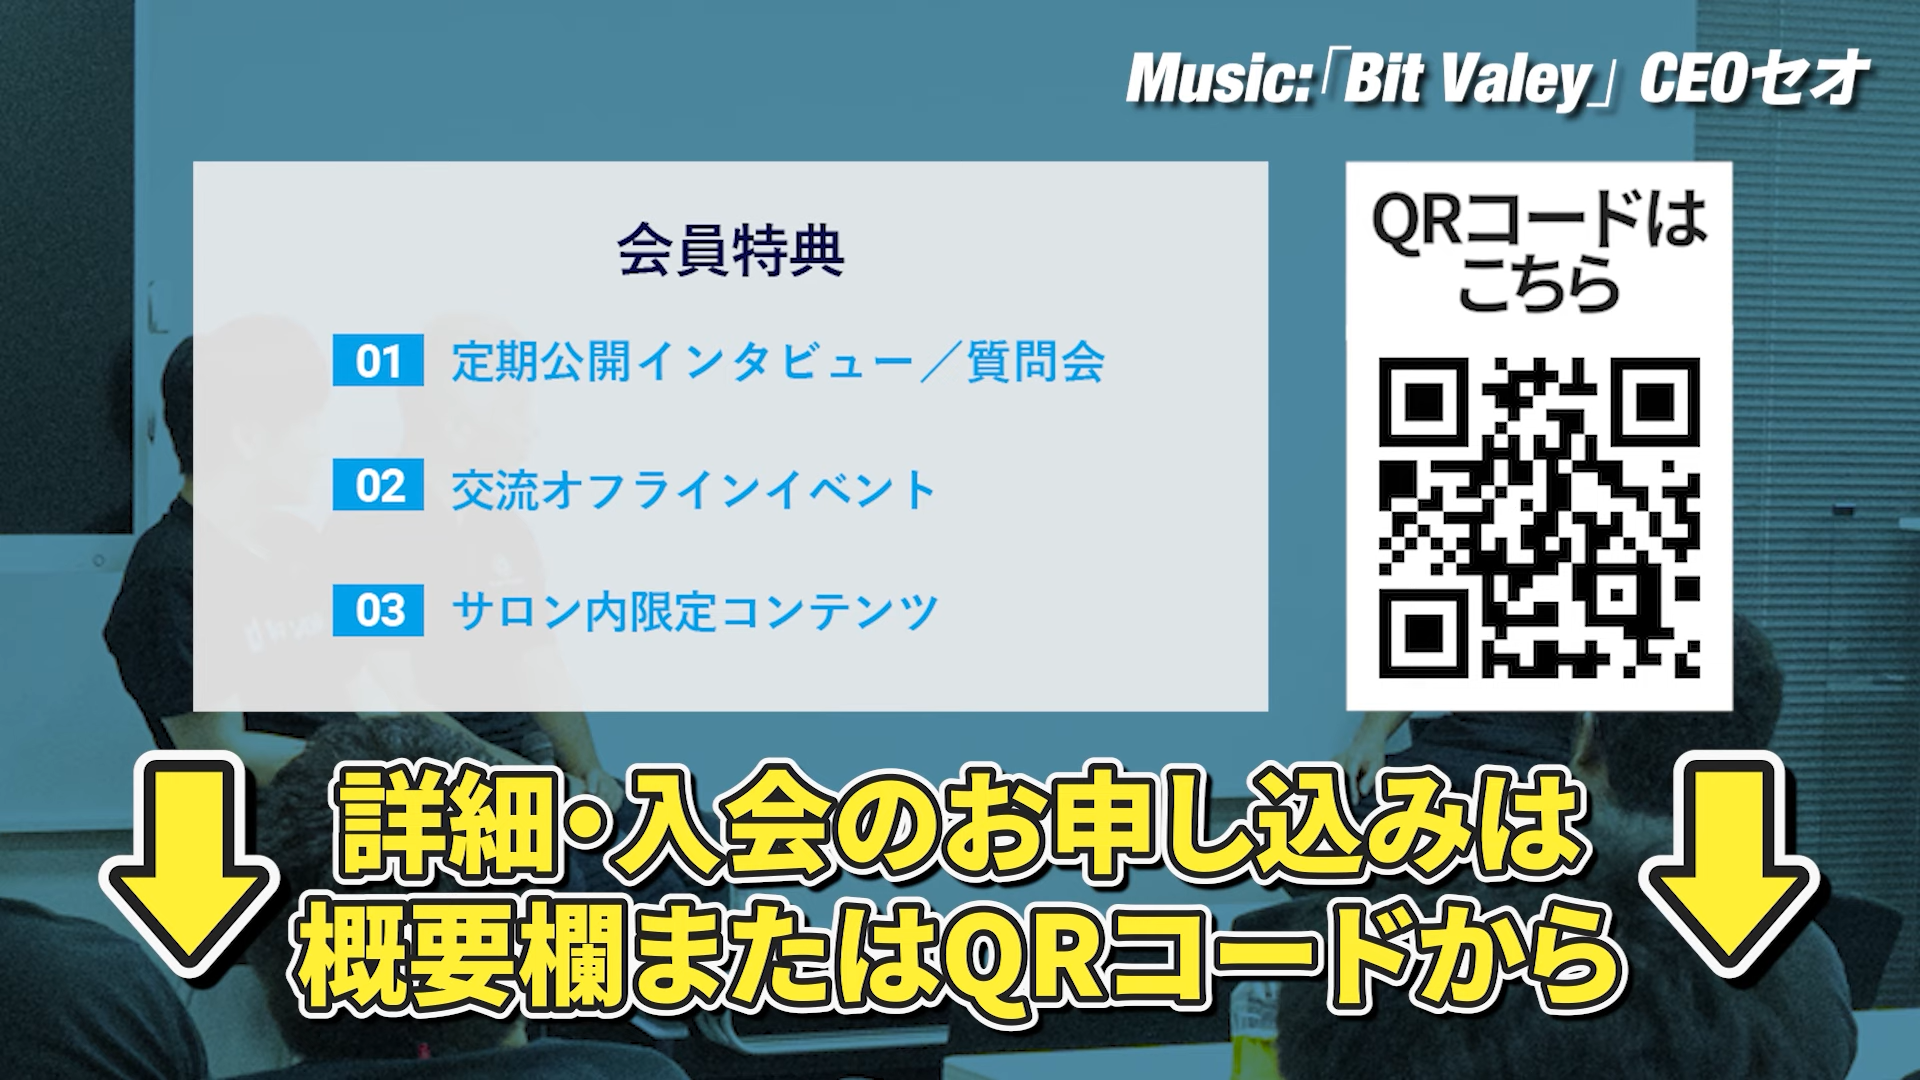 Music:「Bit Valey」 CEOセオ
会員特典
01 定期公開インタビュー／質問会
02 交流オフラインイベント
03 サロン内限定コンテンツ
QRコードは
こちら
詳細・入会のお申し込みは
概要欄またはQRコードから